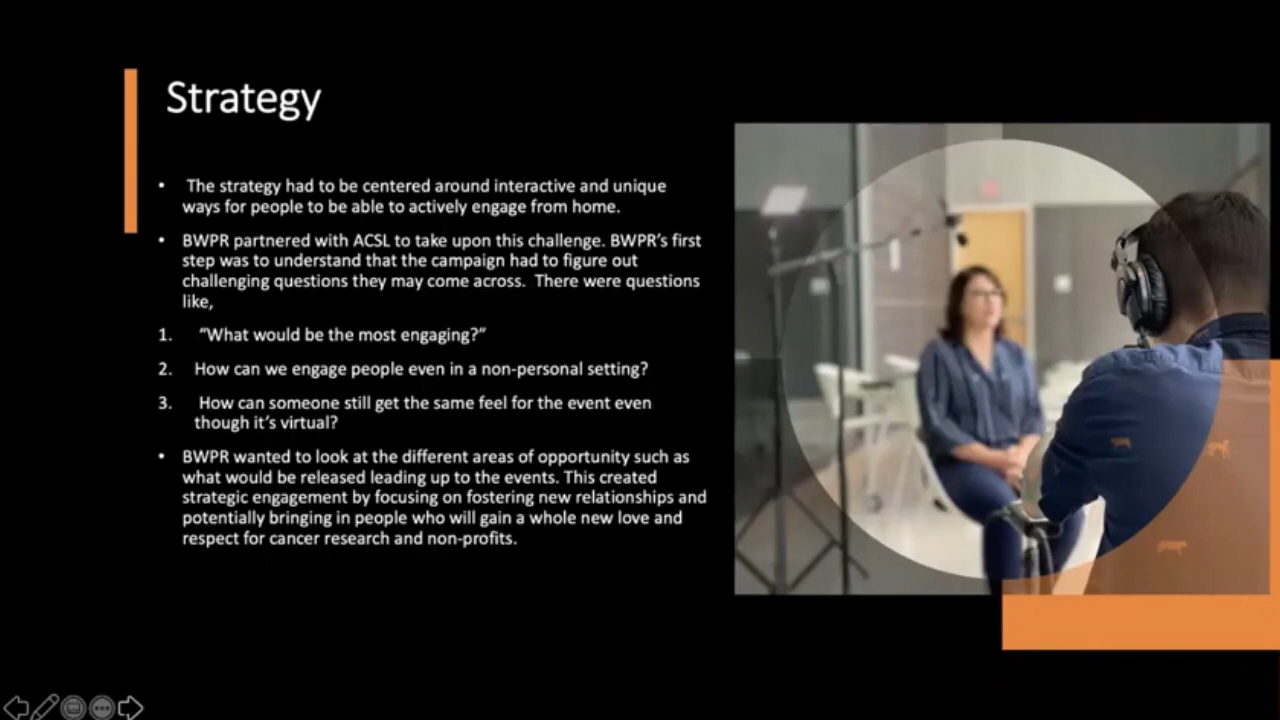 Strategy
• The strategy had to be centered around interactive and unique
ways for people to be able to actively engage from home.
• BWPR partnered with ACSL to take upon this challenge. BWPR’s first
step was to understand that the campaign had to figure out
challenging questions they may come across. There were questions
like,
1. “What would be the most engaging?”
2. How can we engage people even in a non-personal setting?
3. How can someone still get the same feel for the event even
though it’s virtual?
• BWPR wanted to look at the different areas of opportunity such as
what would be released leading up to the events. This created
strategic engagement by focusing on fostering new relationships and
potentially bringing in people who will gain a whole new love and
respect for cancer research and non-profits.